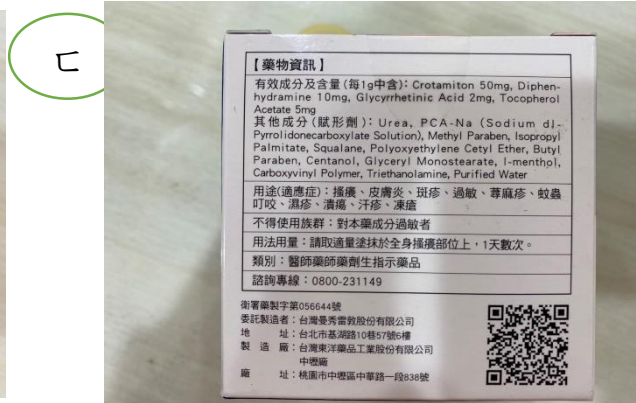 ㄈ
【藥物資訊】
有效成分及含量(每1g中含): Crotamiton 50mg, Diphen-
hydramine 10mg, Glycyrrhetinic Acid 2mg, Tocopherol
Acetate 5mg
其他成分(賦形劑): Urea, PCA-Na (Sodium dl-
Pyrrolidonecarboxylate Solution), Methyl Paraben, Isopropyl
Palmitate, Squalane, Polyoxyethylene Cetyl Ether, Butyl
Paraben, Centanol, Glyceryl Monostearate, l-menthol,
Carboxyvinyl Polymer, Triethanolamine, Purified Water
用途(適應症):搔癢、皮膚炎、斑疹、過敏、蕁麻疹、蚊蟲
叮咬、濕疹、潰瘍、汗疹、凍瘡
不得使用族群:對本藥成分過敏者
用法用量:請取適量塗抹於全身搔癢部位上,1天數次。
類別:醫師藥師藥劑生指示藥品
諮詢專線:0800-231149
衛署藥製字第056644號
委託製造者:台灣曼秀雷敦股份有限公司
地 址:台北市基湖路10巷57號6樓
製 造 廠:台灣東洋藥品工業股份有限公司
中壢廠
廠 址:桃園市中壢區中華路一段838號